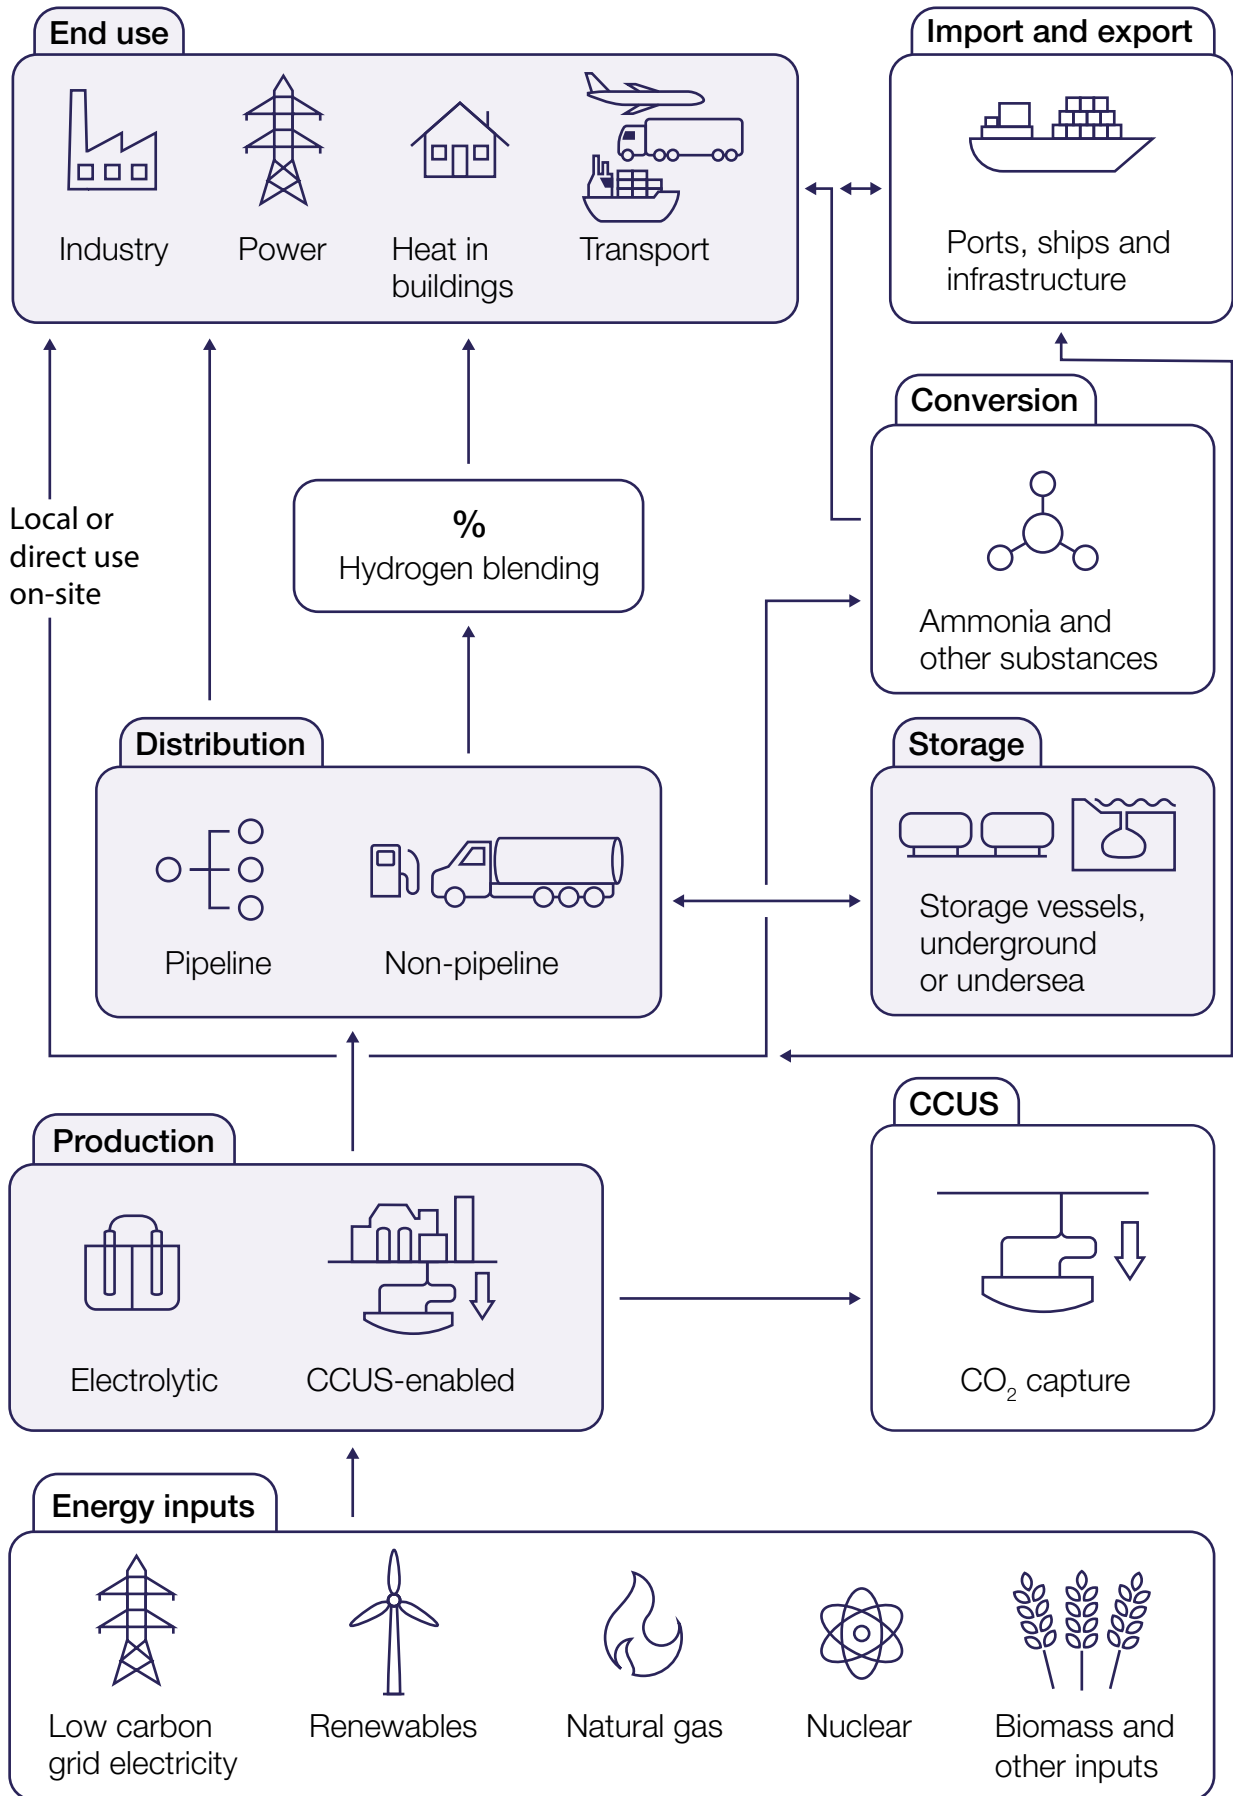 End use
Industry
Power
Heat in
buildings
Transport
Import and export
Ports, ships and
infrastructure
Conversion
Ammonia and
other substances
Local or
direct use
on-site
%
Hydrogen blending
Distribution
Pipeline
Non-pipeline
Storage
Storage vessels,
underground
or undersea
Production
Electrolytic
CCUS-enabled
CCUS
CO₂ capture
Energy inputs
Low carbon
grid electricity
Renewables
Natural gas
Nuclear
Biomass and
other inputs